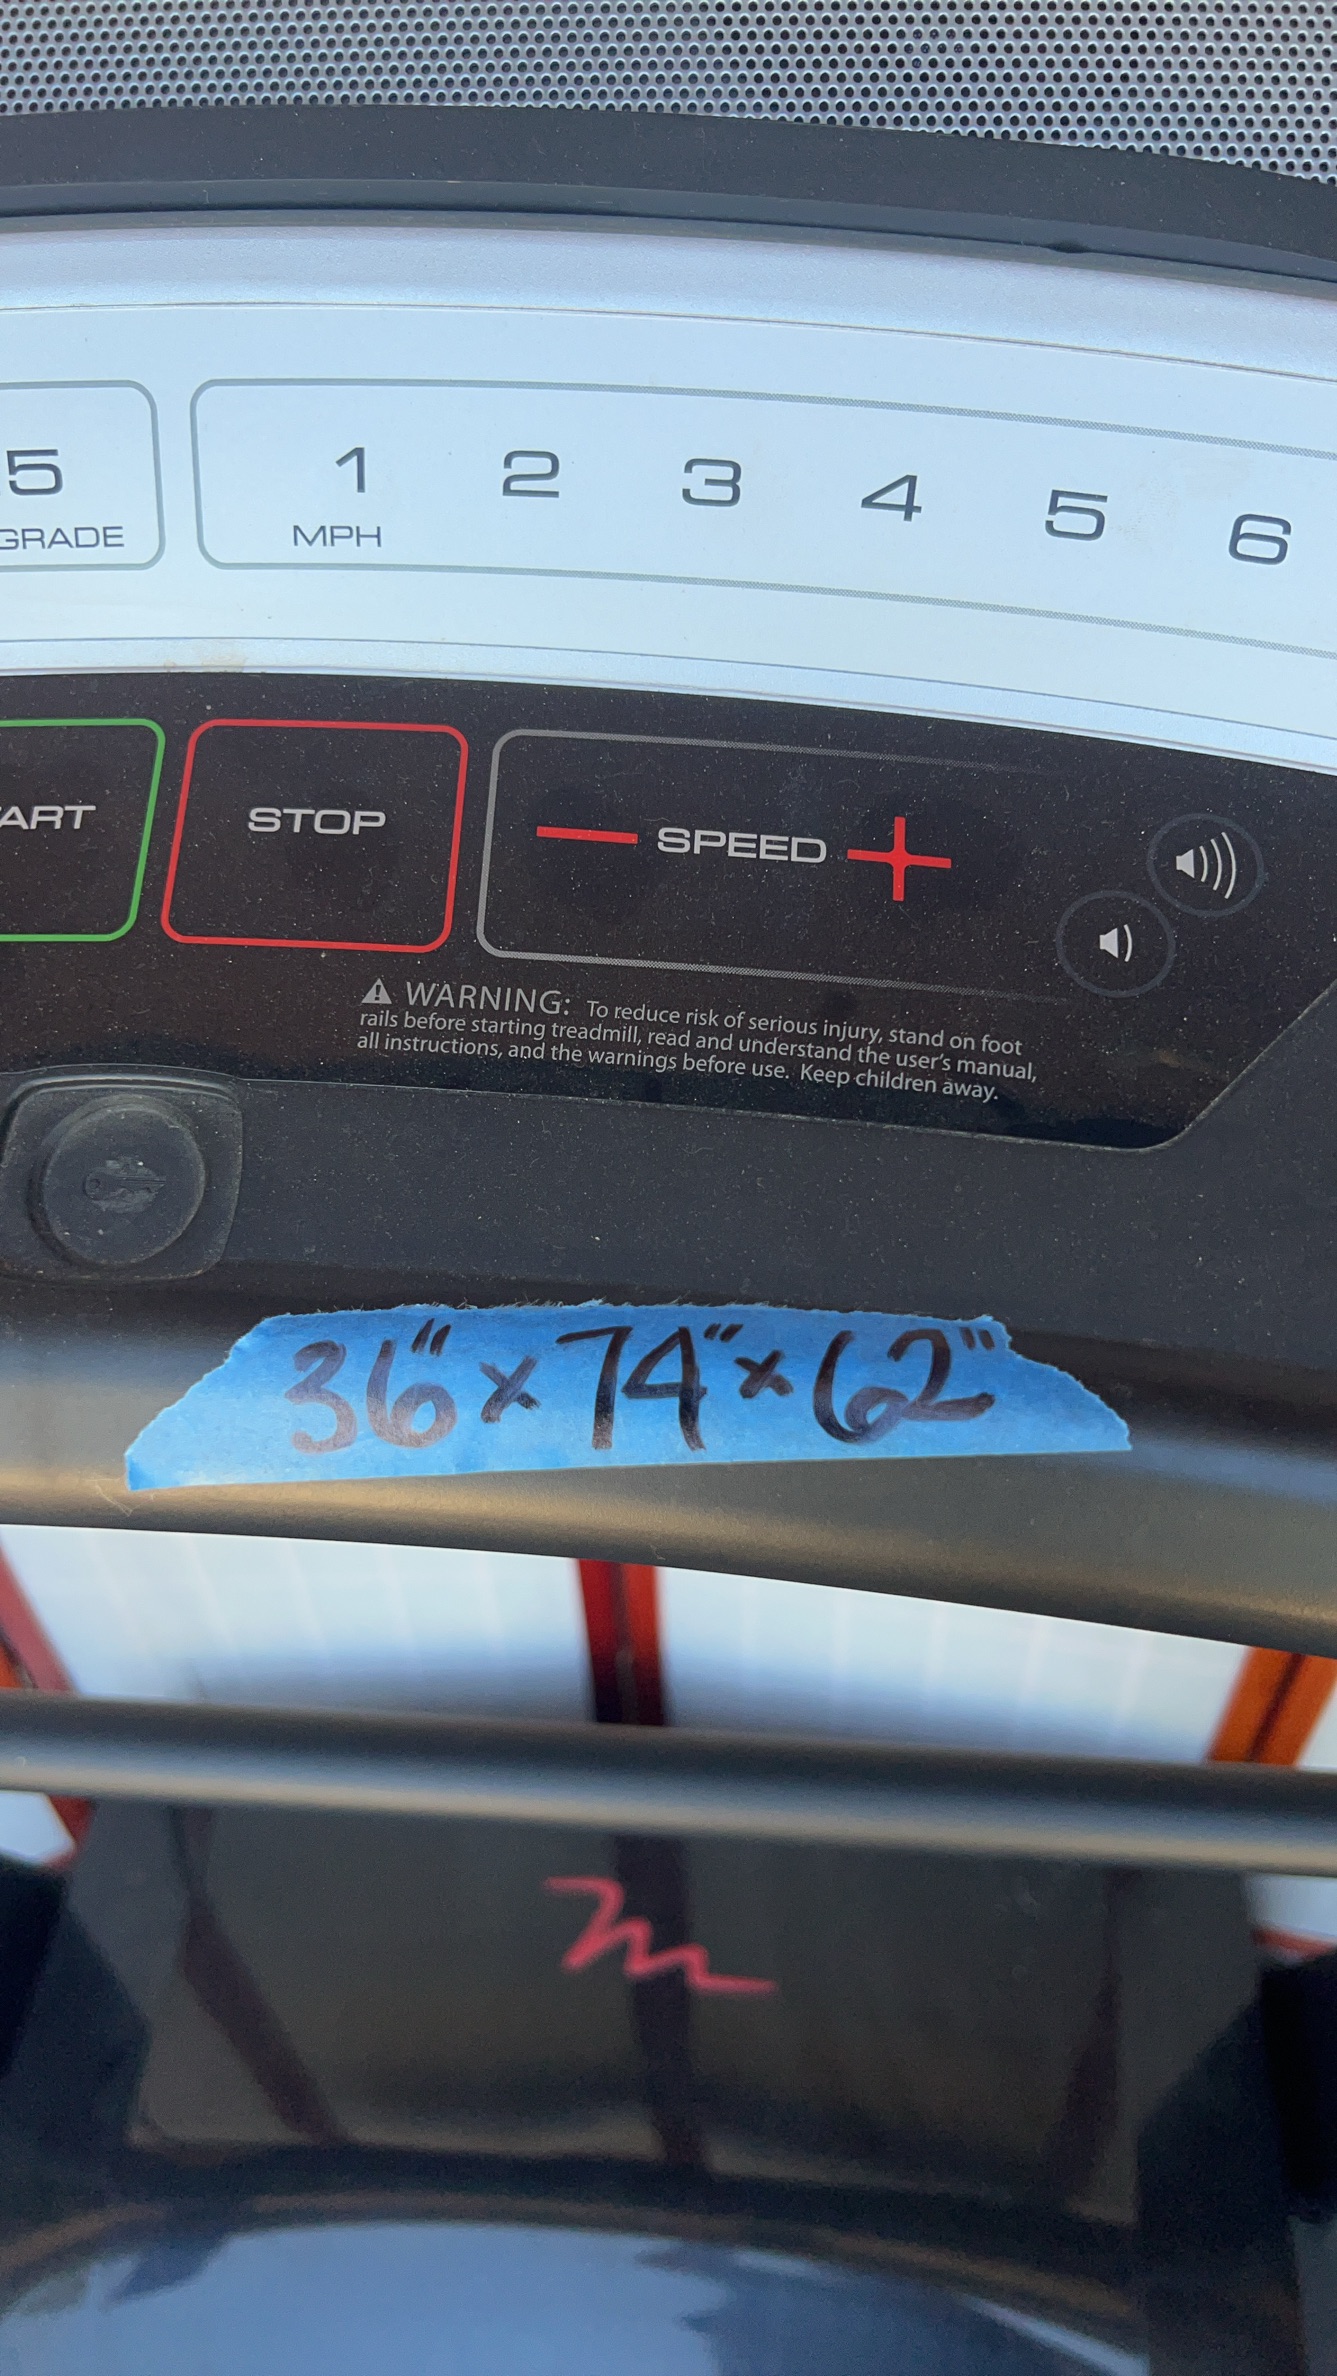 5
GRADE
1 2 3 4 5 6
MPH
ART
STOP
— SPEED +
WARNING: To reduce risk of serious injury, stand on foot
rails before starting treadmill, read and understand the user's manual,
all instructions, and the warnings before use. Keep children away.
36" x 74" x 62"